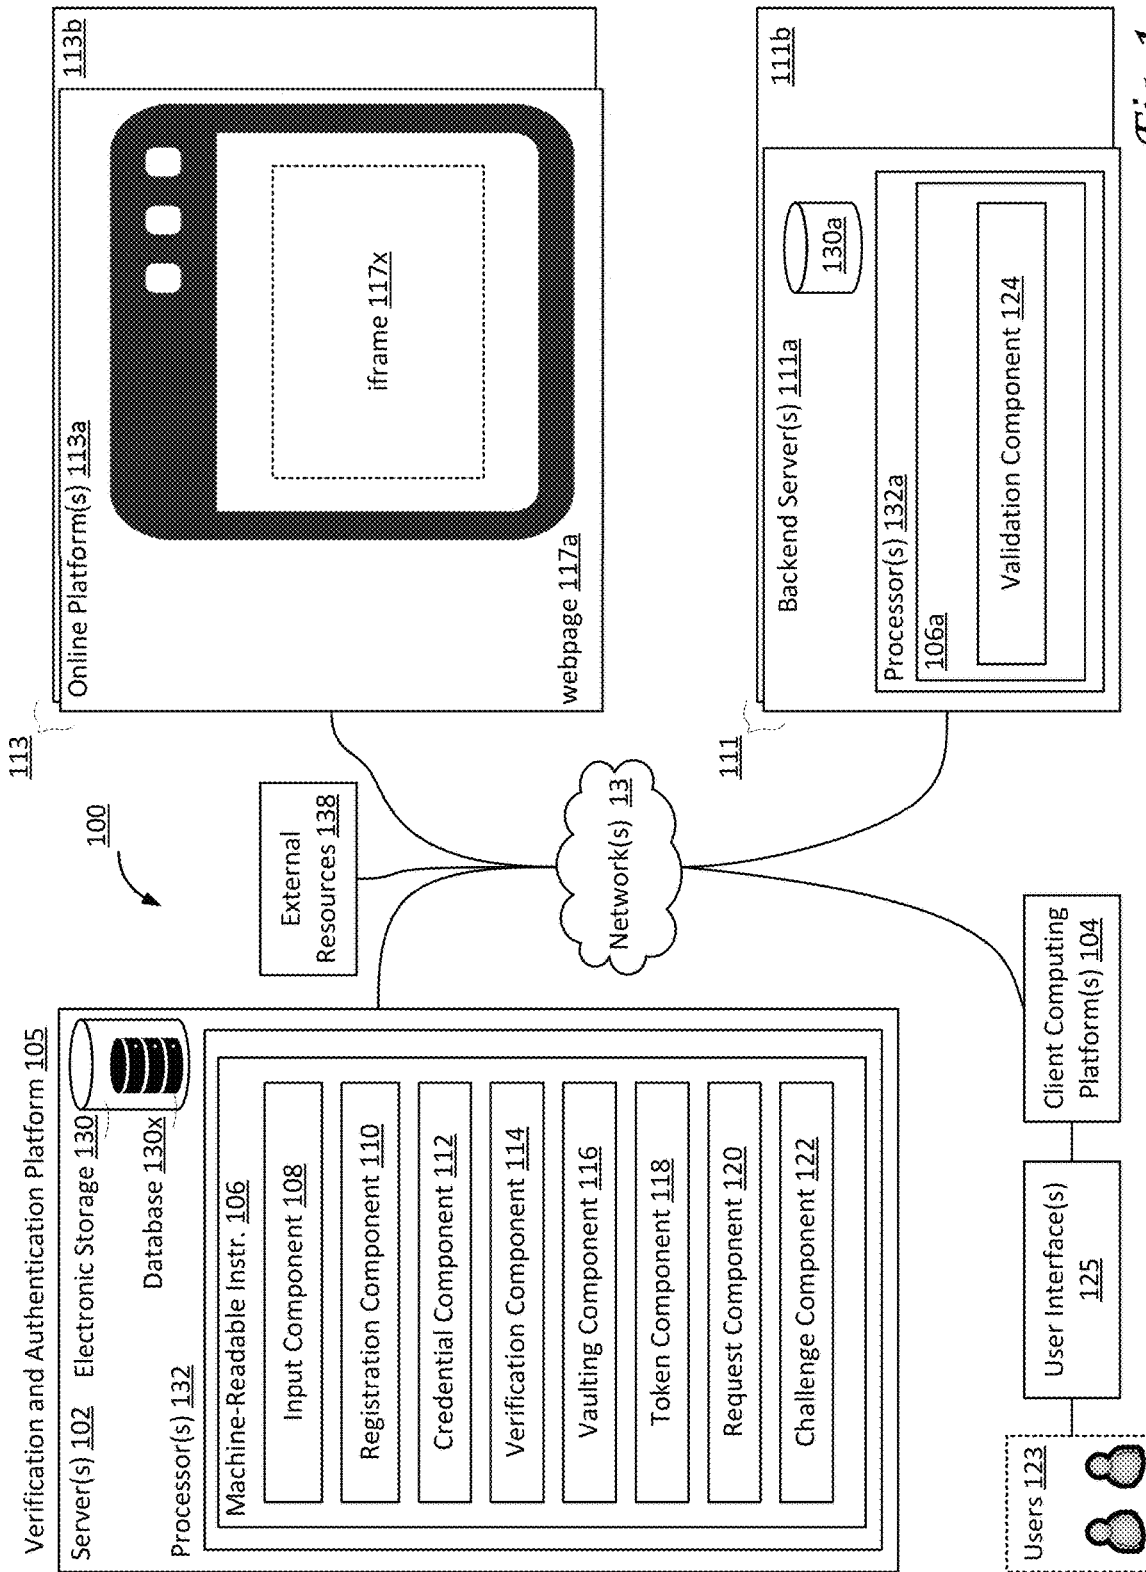 Verification and Authentication Platform 105
Server(s) 102
Electronic Storage 130
Database 130x
Processor(s) 132
Machine-Readable Instr. 106
Input Component 108
Registration Component 110
Credential Component 112
Verification Component 114
Vaulting Component 116
Token Component 118
Request Component 120
Challenge Component 122
Users 123
User Interface(s)
125
Client Computing
Platform(s) 104
100
External
Resources 138
Network(s) 13
113
Online Platform(s) 113a
113b
iframe 117x
webpage 117a
111
Backend Server(s) 111a
111b
130a
Processor(s) 132a
106a
Validation Component 124